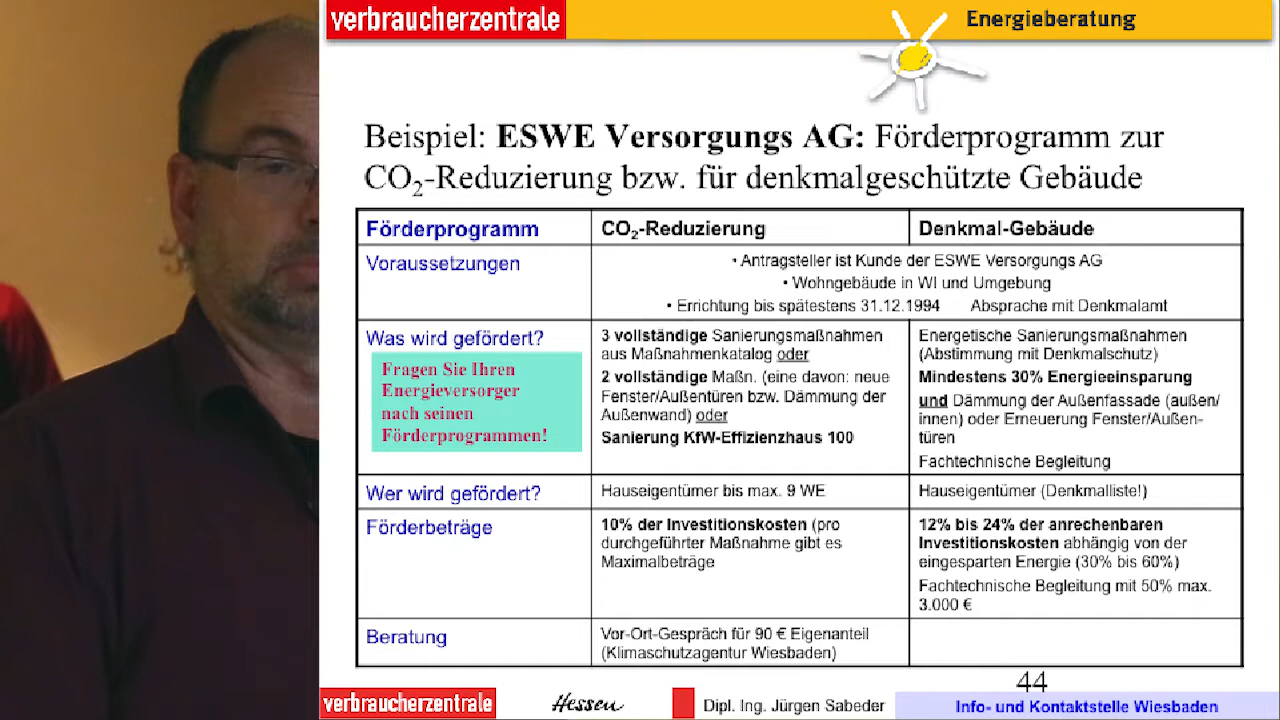 verbraucherzentrale
Energieberatung
Beispiel: ESWE Versorgungs AG: Förderprogramm zur
CO₂-Reduzierung bzw. für denkmalgeschützte Gebäude
Förderprogramm
CO₂-Reduzierung
Denkmal-Gebäude
Voraussetzungen
• Antragsteller ist Kunde der ESWE Versorgungs AG
• Wohngebäude in WI und Umgebung
• Errichtung bis spätestens 31.12.1994 Absprache mit Denkmalamt
Was wird gefördert?
Fragen Sie Ihren
Energieversorger
nach seinen
Förderprogrammen!
3 vollständige Sanierungsmaßnahmen
aus Maßnahmenkatalog oder
2 vollständige Maßn. (eine davon: neue
Fenster/Außentüren bzw. Dämmung der
Außenwand) oder
Sanierung KfW-Effizienzhaus 100
Energetische Sanierungsmaßnahmen
(Abstimmung mit Denkmalschutz)
Mindestens 30% Energieeinsparung
und Dämmung der Außenfassade (außen/
innen) oder Erneuerung Fenster/Außen-
türen
Fachtechnische Begleitung
Wer wird gefördert?
Hauseigentümer bis max. 9 WE
Hauseigentümer (Denkmalliste!)
Förderbeträge
10% der Investitionskosten (pro
durchgeführter Maßnahme gibt es
Maximalbeträge
12% bis 24% der anrechenbaren
Investitionskosten abhängig von der
eingesparten Energie (30% bis 60%)
Fachtechnische Begleitung mit 50% max.
3.000 €
Beratung
Vor-Ort-Gespräch für 90 € Eigenanteil
(Klimaschutzagentur Wiesbaden)
44
verbraucherzentrale
Hessen
Dipl. Ing. Jürgen Sabeder
Info- und Kontaktstelle Wiesbaden